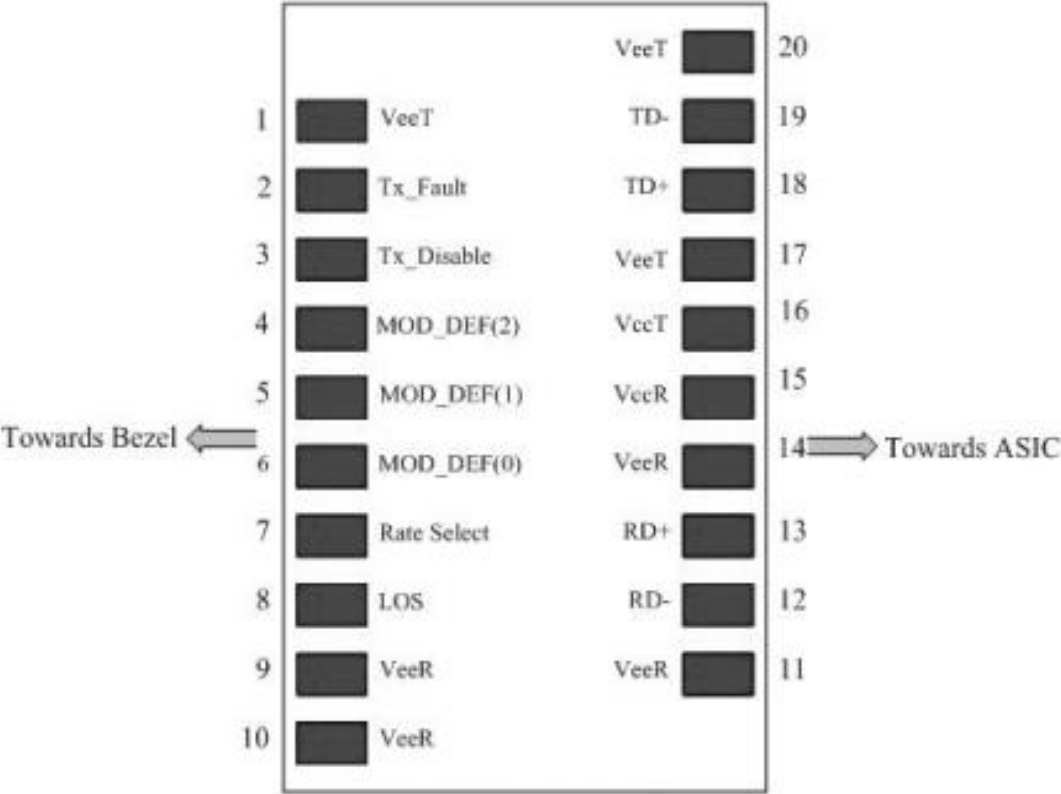 VeeT 20
1 VeeT TD- 19
2 Tx_Fault TD+ 18
3 Tx_Disable VeeT 17
4 MOD_DEF(2) VccT 16
5 MOD_DEF(1) VccR 15
Towards Bezel 14 Towards ASIC
6 MOD_DEF(0) VeeR
7 Rate Select RD+ 13
8 LOS RD- 12
9 VeeR VeeR 11
10 VeeR